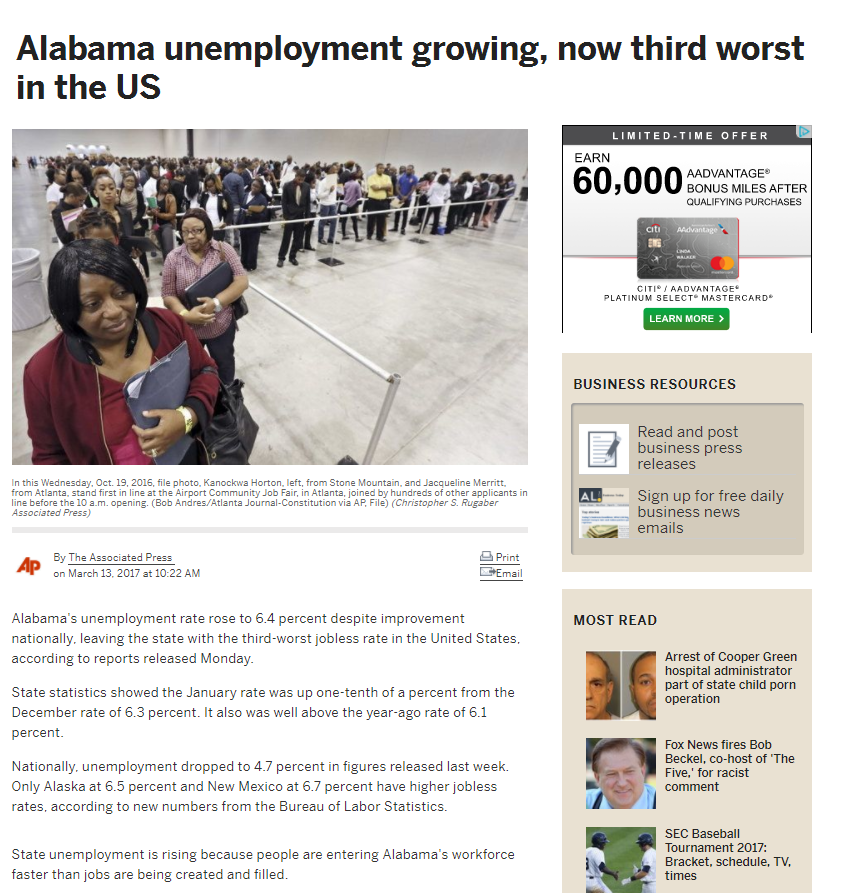 Alabama unemployment growing, now third worst
in the US
LIMITED-TIME OFFER
EARN
60,000 AADVANTAGE®
BONUS MILES AFTER
QUALIFYING PURCHASES
citi AAdvantage
LINDA
WALKER
CITI® / AADVANTAGE®
PLATINUM SELECT® MASTERCARD®
LEARN MORE
In this Wednesday, Oct. 19, 2016, file photo, Kanockwa Horton, left, from Stone Mountain, and Jacqueline Merritt,
from Atlanta, stand first in line at the Airport Community Job Fair, in Atlanta, joined by hundreds of other applicants in
line before the 10 a.m. opening. (Bob Andres/Atlanta Journal-Constitution via AP, File) (Christopher S. Rugaber
Associated Press)
AP
By The Associated Press
on March 13, 2017 at 10:22 AM
Print
Email
Alabama's unemployment rate rose to 6.4 percent despite improvement
nationally, leaving the state with the third-worst jobless rate in the United States,
according to reports released Monday.
State statistics showed the January rate was up one-tenth of a percent from the
December rate of 6.3 percent. It also was well above the year-ago rate of 6.1
percent.
Nationally, unemployment dropped to 4.7 percent in figures released last week.
Only Alaska at 6.5 percent and New Mexico at 6.7 percent have higher jobless
rates, according to new numbers from the Bureau of Labor Statistics.
State unemployment is rising because people are entering Alabama's workforce
faster than jobs are being created and filled.
BUSINESS RESOURCES
Read and post
business press
releases
AL
Sign up for free daily
business news
emails
MOST READ
Arrest of Cooper Green
hospital administrator
part of state child porn
operation
Fox News fires Bob
Beckel, co-host of 'The
Five,' for racist
comment
SEC Baseball
Tournament 2017:
Bracket, schedule, TV,
times